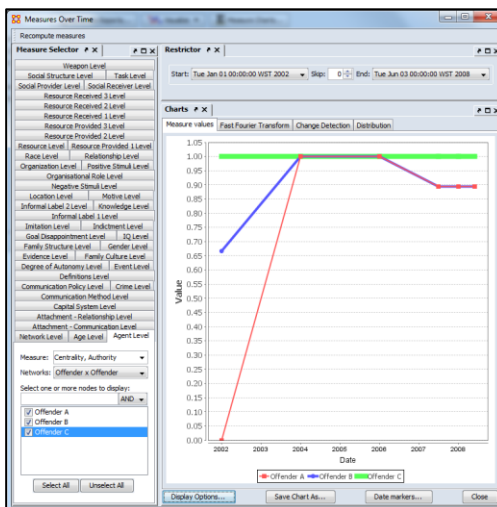 Measures Over Time
Recompute measures
Measure Selector
Weapon Level
Social Structure Level Task Level
Social Provider Level Social Receiver Level
Resource Received 3 Level
Resource Received 2 Level
Resource Received 1 Level
Resource Provided 3 Level
Resource Provided 2 Level
Resource Level Resource Provided 1 Level
Race Level Relationship Level
Organization Level Positive Stimuli Level
Organisational Role Level
Negative Stimuli Level
Location Level Motive Level
Informal Label 2 Level Knowledge Level
Informal Label 1 Level
Imitation Level Indictment Level
Goal Disappointment Level IQ Level
Family Structure Level Gender Level
Evidence Level Family Culture Level
Degree of Autonomy Level Event Level
Definitions Level
Communication Policy Level Crime Level
Communication Method Level
Capital System Level
Attachment - Relationship Level
Attachment - Communication Level
Network Level Age Level Agent Level
Measure: Centrality, Authority
Networks: Offender x Offender
Select one or more nodes to display:
AND
Offender A
Offender B
Offender C
Select All Unselect All
Restrictor
Start: Tue Jan 01 00:00:00 WST 2002 Skip: 0 End: Tue Jun 03 00:00:00 WST 2008
Charts
Measure values Fast Fourier Transform Change Detection Distribution
1.05
1.00
0.95
0.90
0.85
0.80
0.75
0.70
0.65
0.60
0.55
0.50
0.45
0.40
0.35
0.30
0.25
0.20
0.15
0.10
0.05
0.00
Value
2002 2003 2004 2005 2006 2007 2008
Date
Offender A Offender B Offender C
Display Options... Save Chart As... Date markers... Close